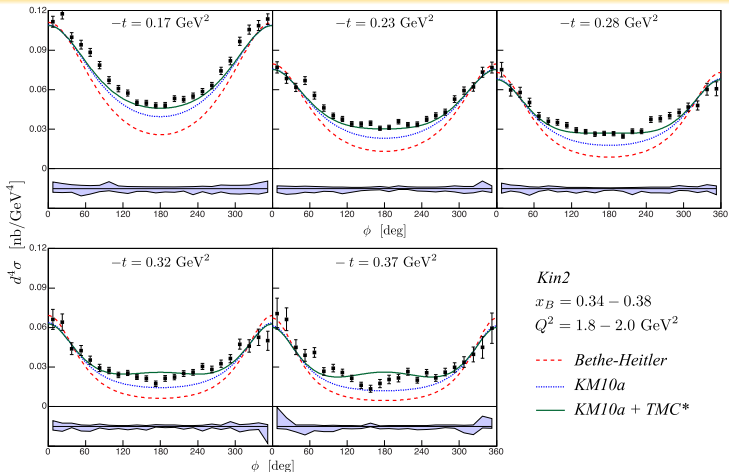 −t = 0.17 GeV²
−t = 0.23 GeV²
−t = 0.28 GeV²
0.12
0.09
0.06
0.03
0
0 60 120 180 240 300 0 60 120 180 240 300 0 60 120 180 240 300 360
ϕ [deg]
d⁴σ [nb/GeV⁴]
−t = 0.32 GeV²
− t = 0.37 GeV²
0.12
0.09
0.06
0.03
0
0 60 120 180 240 300 0 60 120 180 240 300 360
ϕ [deg]
Kin2
x_B = 0.34 − 0.38
Q² = 1.8 − 2.0 GeV²
Bethe-Heitler
KM10a
KM10a + TMC*